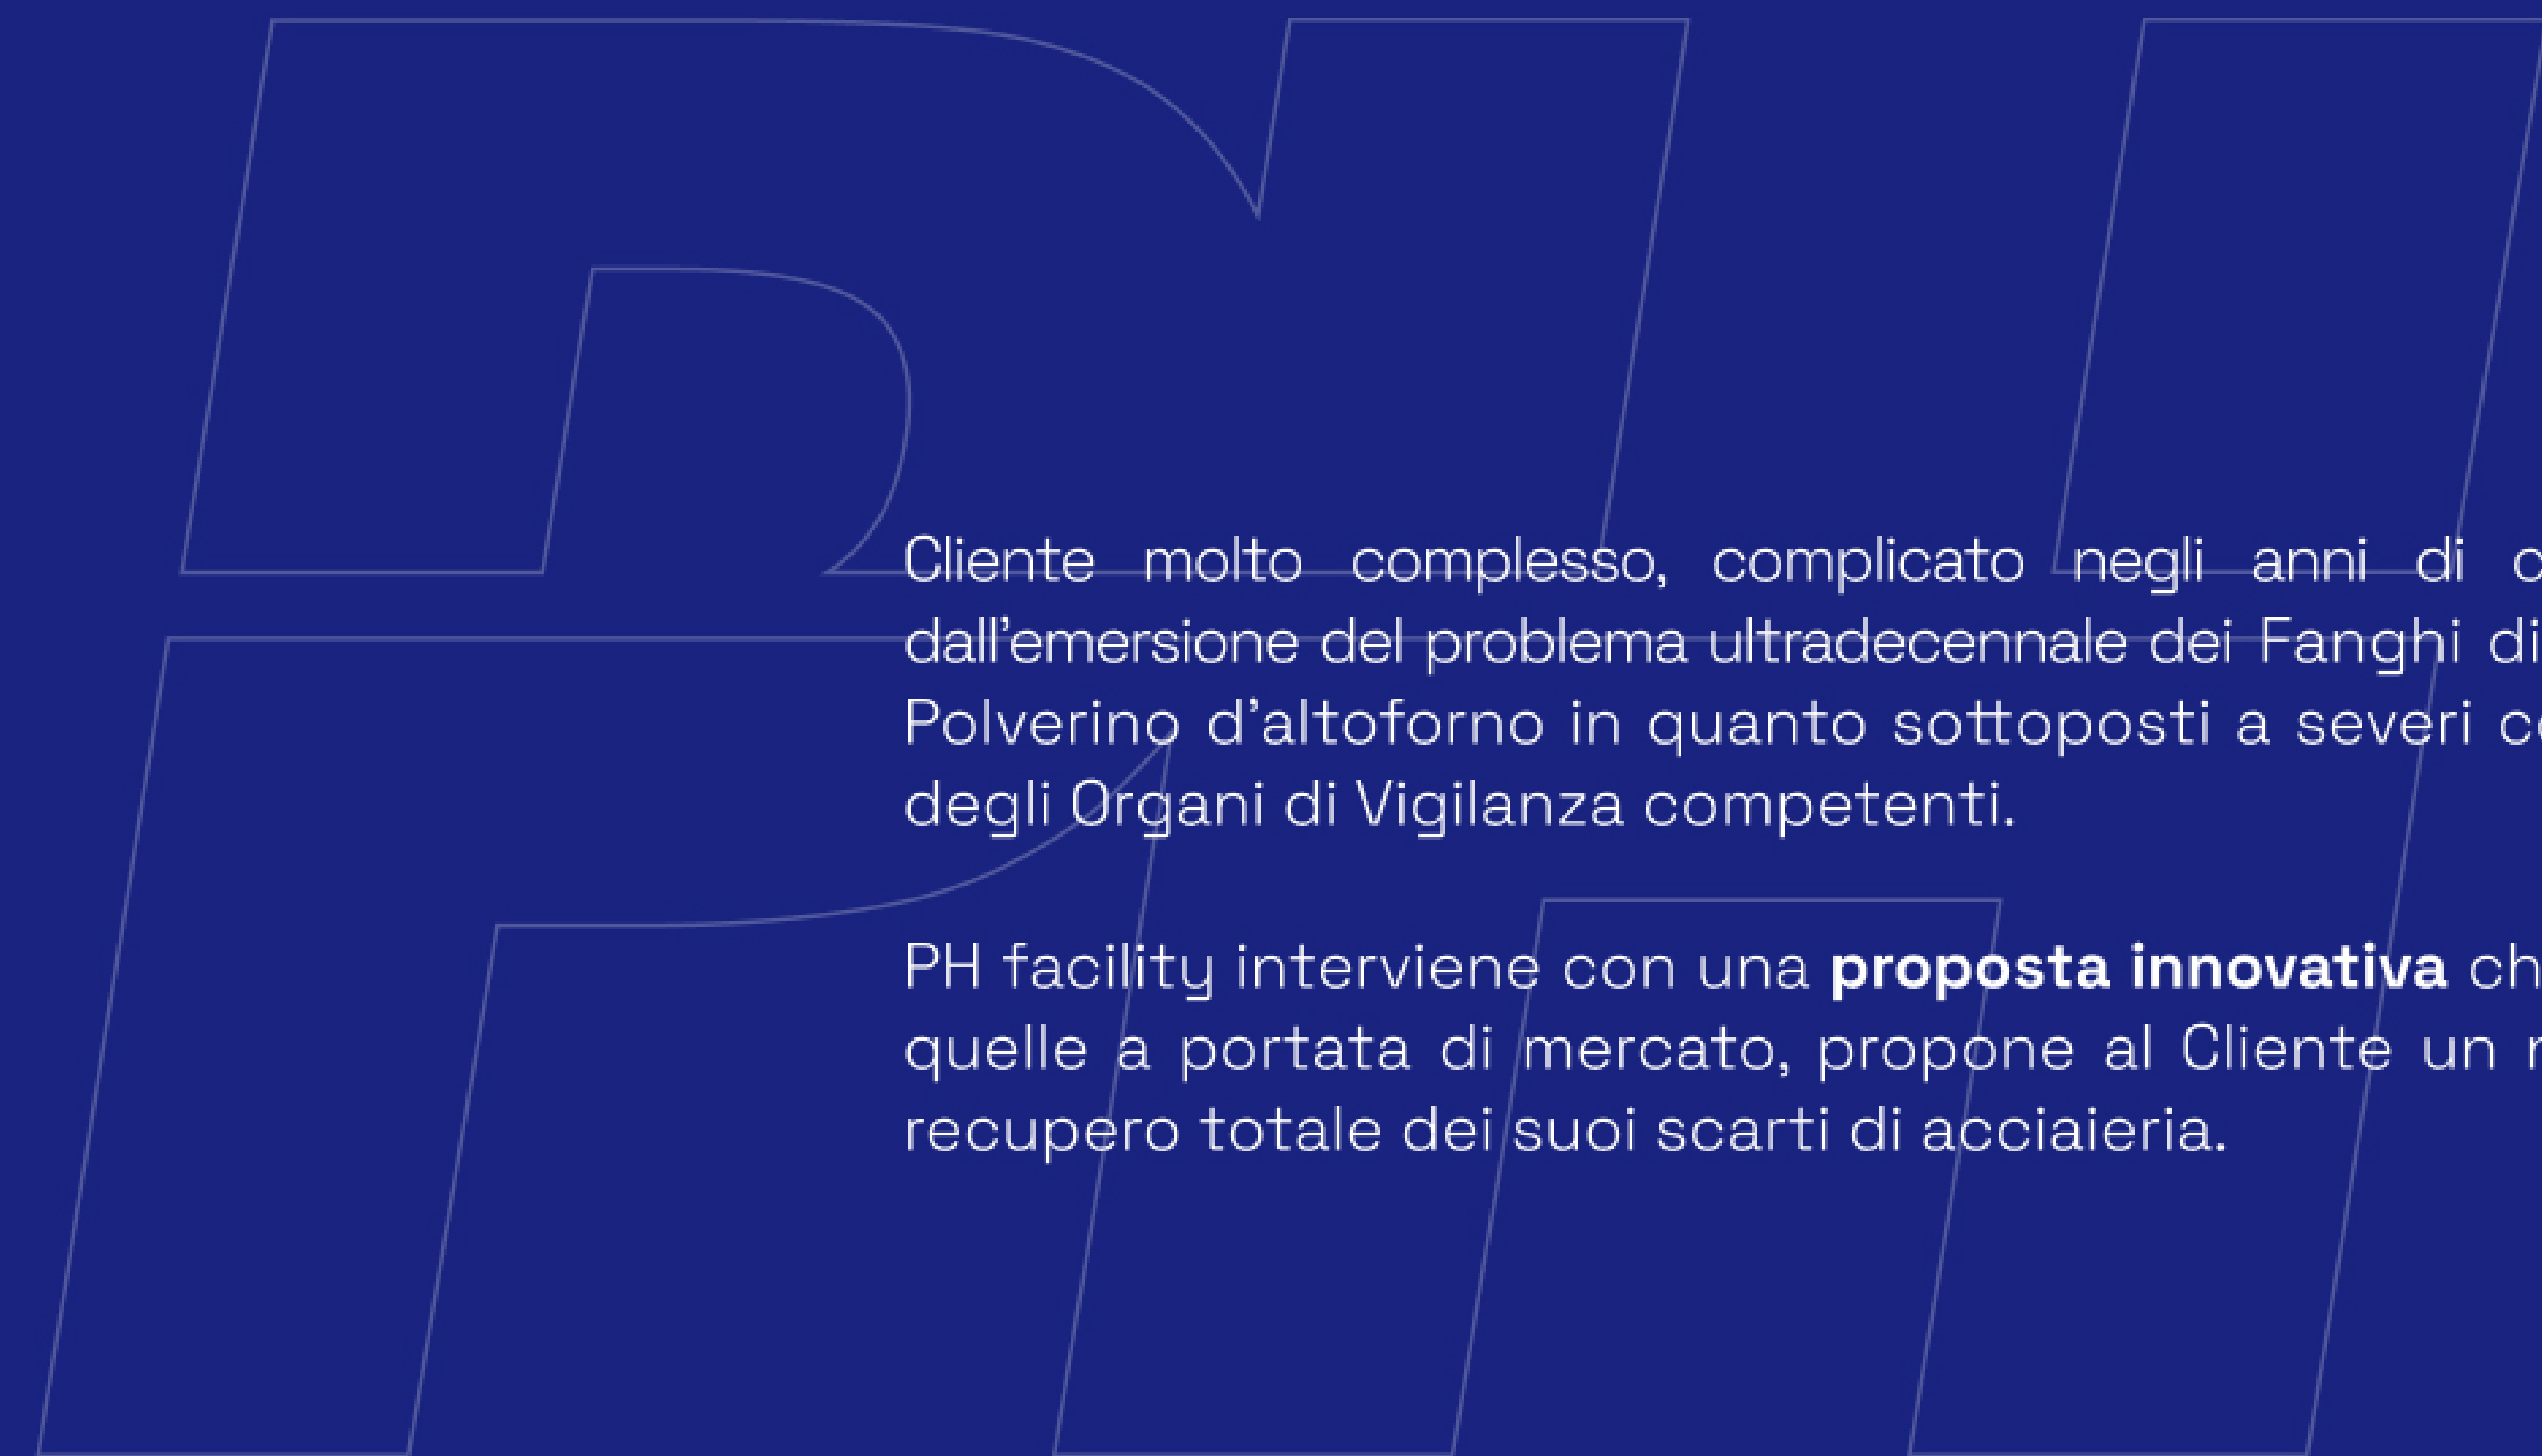 Cliente molto complesso, complicato negli anni di
dall'emersione del problema ultradecennale dei Fanghi di
Polverino d'altoforno in quanto sottoposti a severi
degli Organi di Vigilanza competenti.
PH facility interviene con una proposta innovativa
quelle a portata di mercato, propone al Cliente un
recupero totale dei suoi scarti di acciaieria.